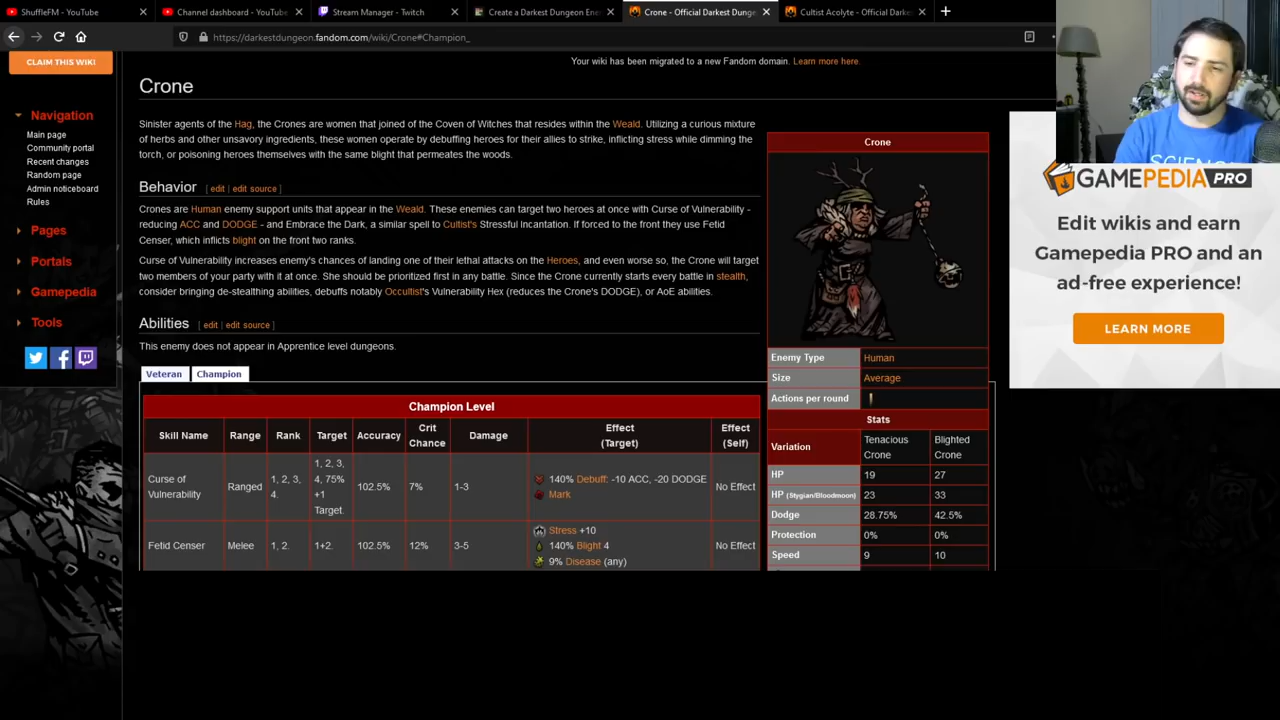 ShuffleFM - YouTube
Channel dashboard - YouTube
Stream Manager - Twitch
Create a Darkest Dungeon Ene
Crone - Official Darkest Dunge
Cultist Acolyte - Official Darkest
https://darkestdungeon.fandom.com/wiki/Crone#Champion_
CLAIM THIS WIKI
Your wiki has been migrated to a new Fandom domain. Learn more here.
Navigation
Main page
Community portal
Recent changes
Random page
Admin noticeboard
Rules
Pages
Portals
Gamepedia
Tools
Crone
Sinister agents of the Hag, the Crones are women that joined of the Coven of Witches that resides within the Weald. Utilizing a curious mixture
of herbs and other unsavory ingredients, these women operate by debuffing heroes for their allies to strike, inflicting stress while dimming the
torch, or poisoning heroes themselves with the same blight that permeates the woods.
Behavior [ edit | edit source ]
Crones are Human enemy support units that appear in the Weald. These enemies can target two heroes at once with Curse of Vulnerability -
reducing ACC and DODGE - and Embrace the Dark, a similar spell to Cultist's Stressful Incantation. If forced to the front they use Fetid
Censer, which inflicts blight on the front two ranks.
Curse of Vulnerability increases enemy's chances of landing one of their lethal attacks on the Heroes, and even worse so, the Crone will target
two members of your party with it at once. She should be prioritized first in any battle. Since the Crone currently starts every battle in stealth,
consider bringing de-stealthing abilities, debuffs notably Occultist's Vulnerability Hex (reduces the Crone's DODGE), or AoE abilities.
Abilities [ edit | edit source ]
This enemy does not appear in Apprentice level dungeons.
Veteran Champion
Champion Level
Skill Name Range Rank Target Accuracy Crit Chance Damage Effect (Target) Effect (Self)
Curse of Vulnerability Ranged 1, 2, 3, 4. 1, 2, 3, 4, 75% +1 Target. 102.5% 7% 1-3 140% Debuff: -10 ACC, -20 DODGE Mark No Effect
Fetid Censer Melee 1, 2. 1+2. 102.5% 12% 3-5 Stress +10 140% Blight 4 9% Disease (any) No Effect
Crone
Enemy Type Human
Size Average
Actions per round
Stats
Variation Tenacious Crone Blighted Crone
HP 19 27
HP (Stygian/Bloodmoon) 23 33
Dodge 28.75% 42.5%
Protection 0% 0%
Speed 9 10
SCIENCE
GAMEPEDIA PRO
Edit wikis and earn
Gamepedia PRO and an
ad-free experience!
LEARN MORE